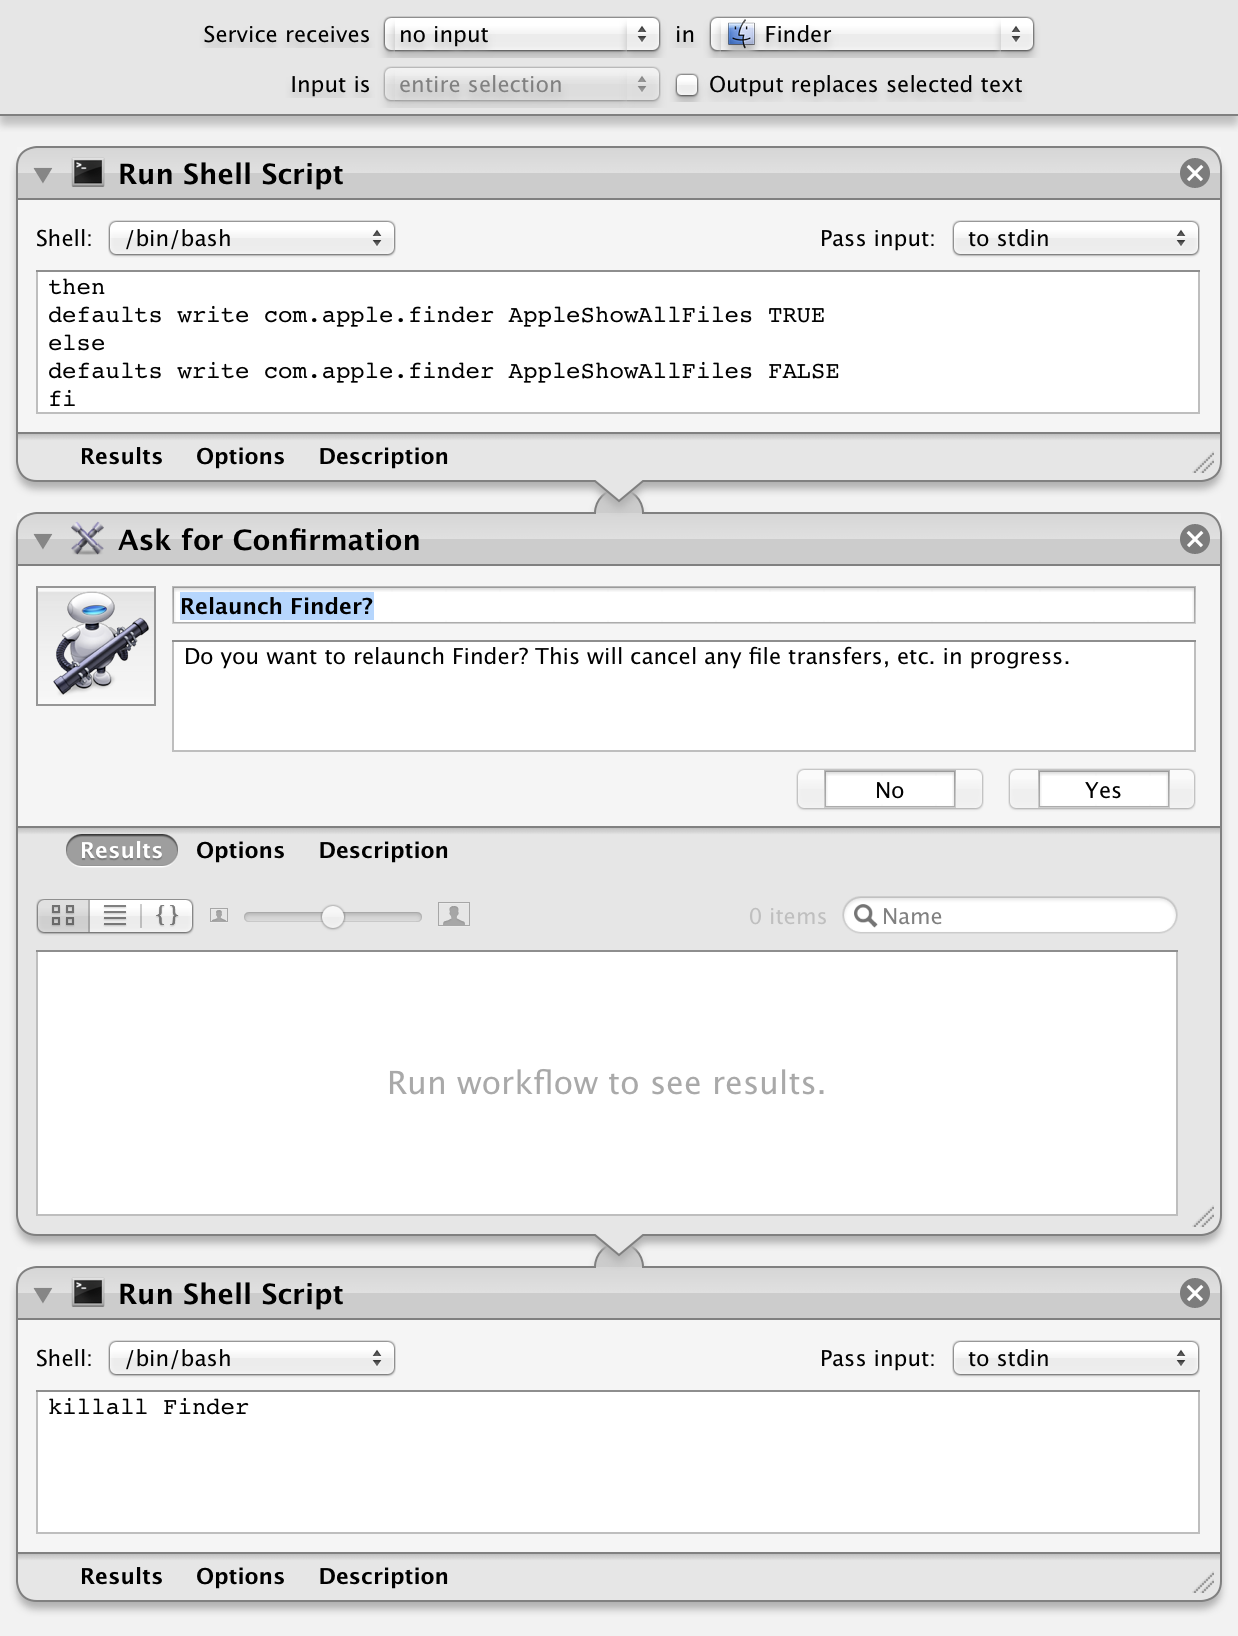 Service receives no input in Finder
Input is entire selection Output replaces selected text
Run Shell Script
Shell: /bin/bash Pass input: to stdin
then
defaults write com.apple.finder AppleShowAllFiles TRUE
else
defaults write com.apple.finder AppleShowAllFiles FALSE
fi
Results Options Description
Ask for Confirmation
Relaunch Finder?
Do you want to relaunch Finder? This will cancel any file transfers, etc. in progress.
No Yes
Results Options Description
{} 0 items Name
Run workflow to see results.
Run Shell Script
Shell: /bin/bash Pass input: to stdin
killall Finder
Results Options Description